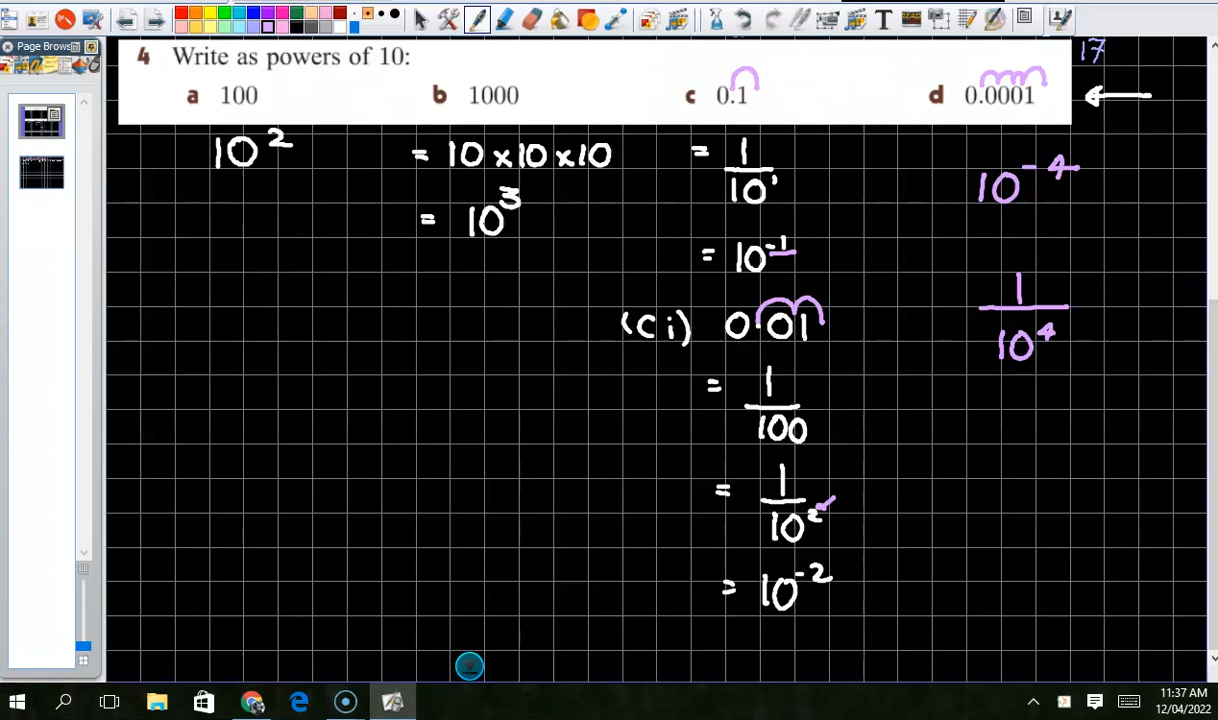 Page Brows
17
4 Write as powers of 10:
a 100 b 1000 c 0.1 d 0.0001
10²
= 10 × 10 × 10
= 10³
= 1/10¹
= 10⁻¹
(C i) 0.01
= 1/100
= 1/10²
= 10⁻²
10⁻⁴
1/10⁴
11:37 AM
12/04/2022